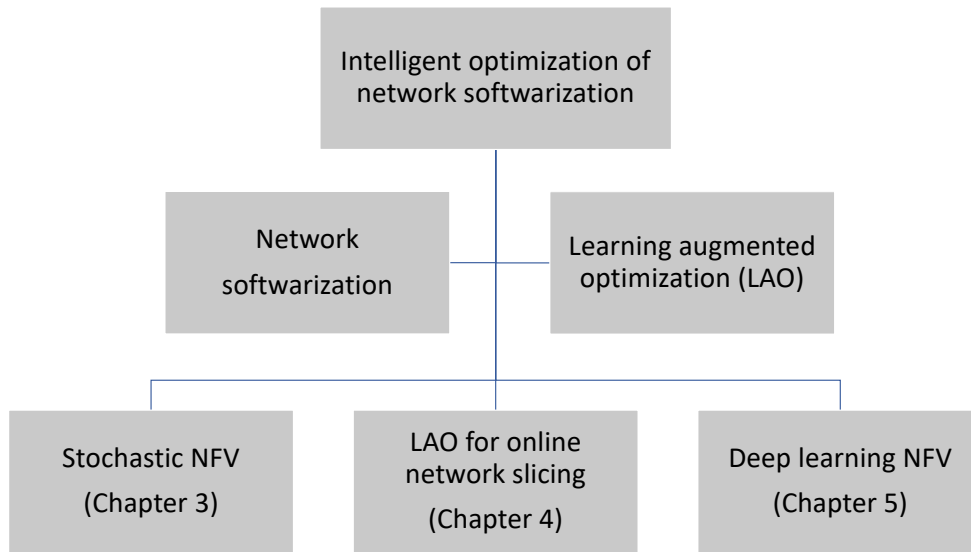 Intelligent optimization of
network softwarization
Network
softwarization
Learning augmented
optimization (LAO)
Stochastic NFV
(Chapter 3)
LAO for online
network slicing
(Chapter 4)
Deep learning NFV
(Chapter 5)